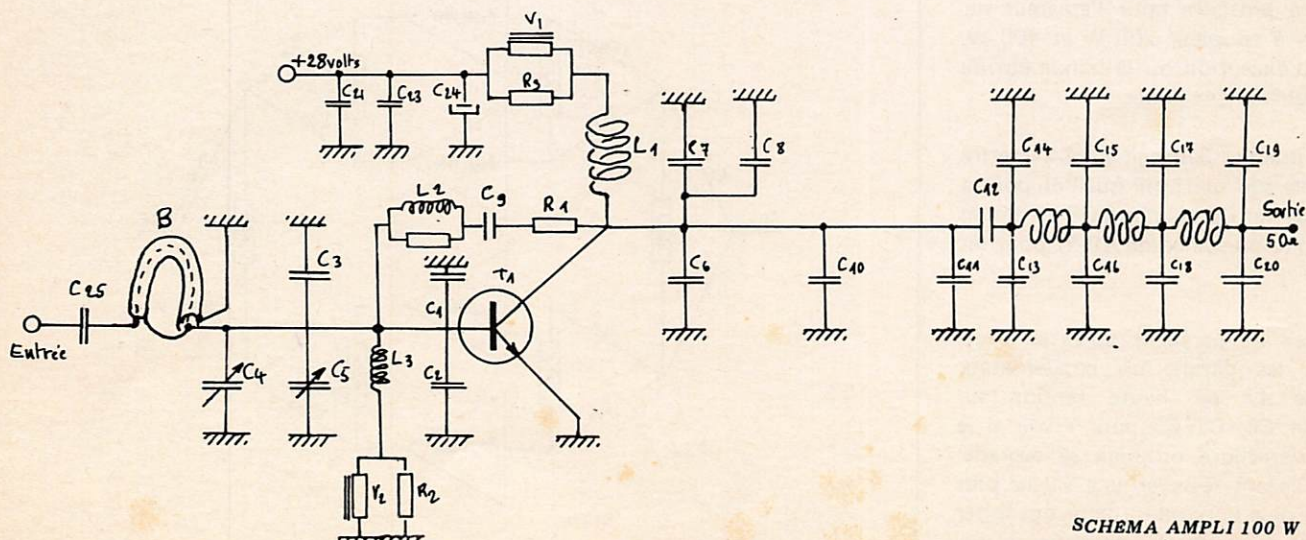 V1
+28volts
C21
C23
C24
R3
L1
C7
C8
C14
C15
C17
C19
L2
C9
R1
C12
Sortie
50Ω
B
C3
C25
C1
T1
C6
C10
C11
C13
C16
C18
C20
Entrée
C4
C5
L3
C2
V2
R2
SCHEMA AMPLI 100 W